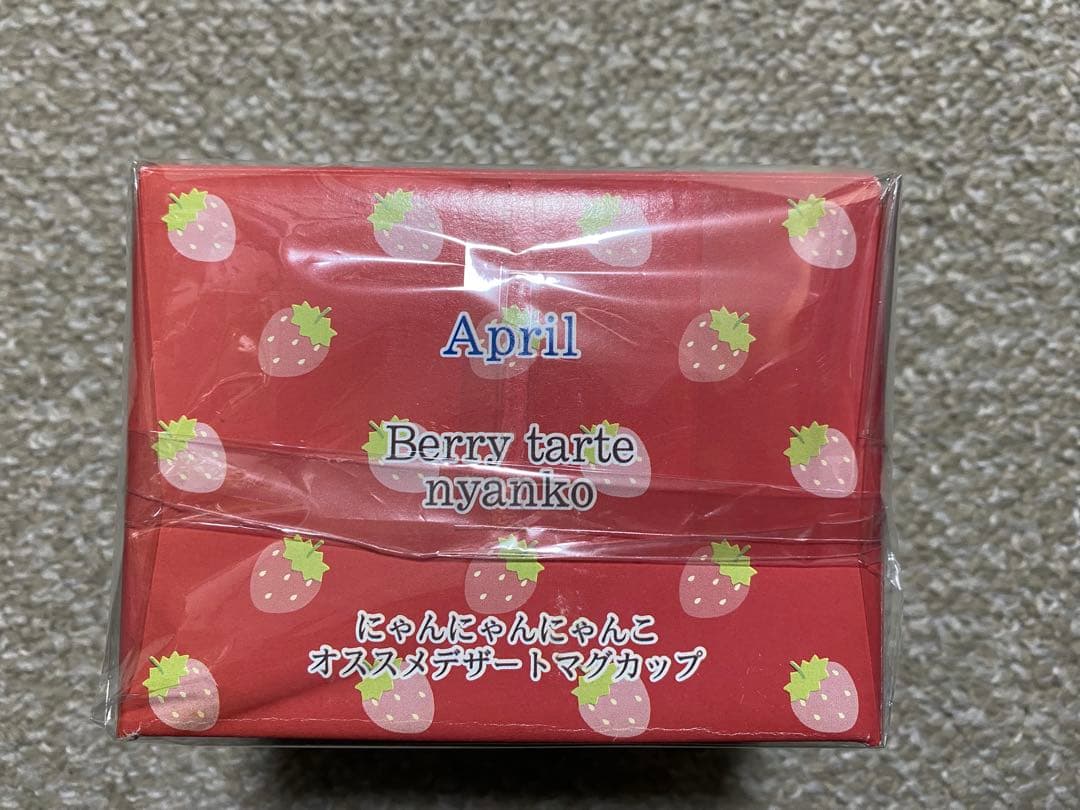 April
Berry tarte
nyanko
にゃんにゃんにゃんこ
オススメデザートマグカップ